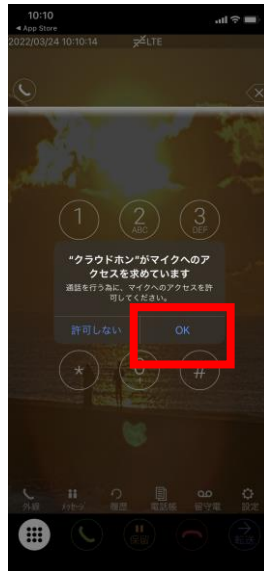 10:10
◀ App Store
2022/03/24 10:10:14 LTE
1
2
ABC
3
DEF
"クラウドホン"がマイクへのア
クセスを求めています
通話を行う為に、マイクへのアクセスを許
可してください。
許可しない OK
* #
外線 履歴 電話帳 留守電 設定
保留 転送